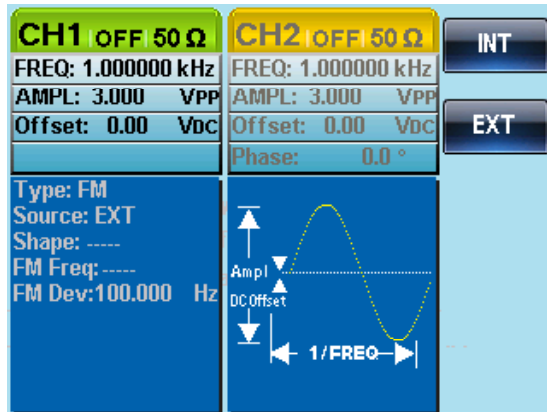 CH1 OFF 50 Ω
FREQ: 1.000000 kHz
AMPL: 3.000 VPP
Offset: 0.00 VDC
CH2 OFF 50 Ω
FREQ: 1.000000 kHz
AMPL: 3.000 VPP
Offset: 0.00 VDC
Phase: 0.0 °
INT
EXT
Type: FM
Source: EXT
Shape: -----
FM Freq:-----
FM Dev:100.000 Hz
Ampl
DC Offset
1/FREQ